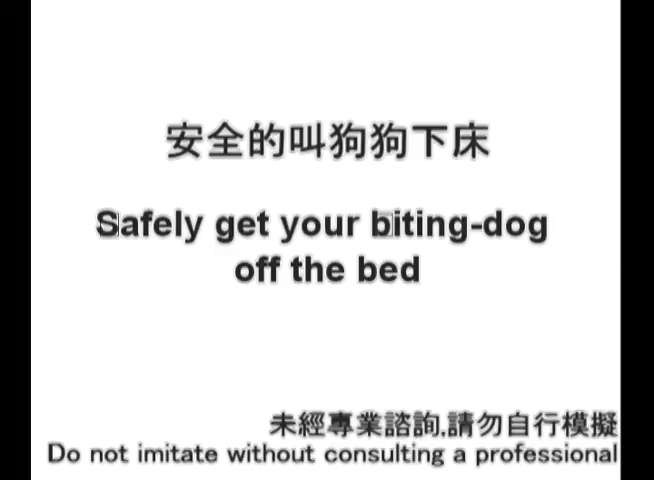 安全的叫狗狗下床
Safely get your biting-dog
off the bed
未經專業諮詢,請勿自行模擬
Do not imitate without consulting a professional